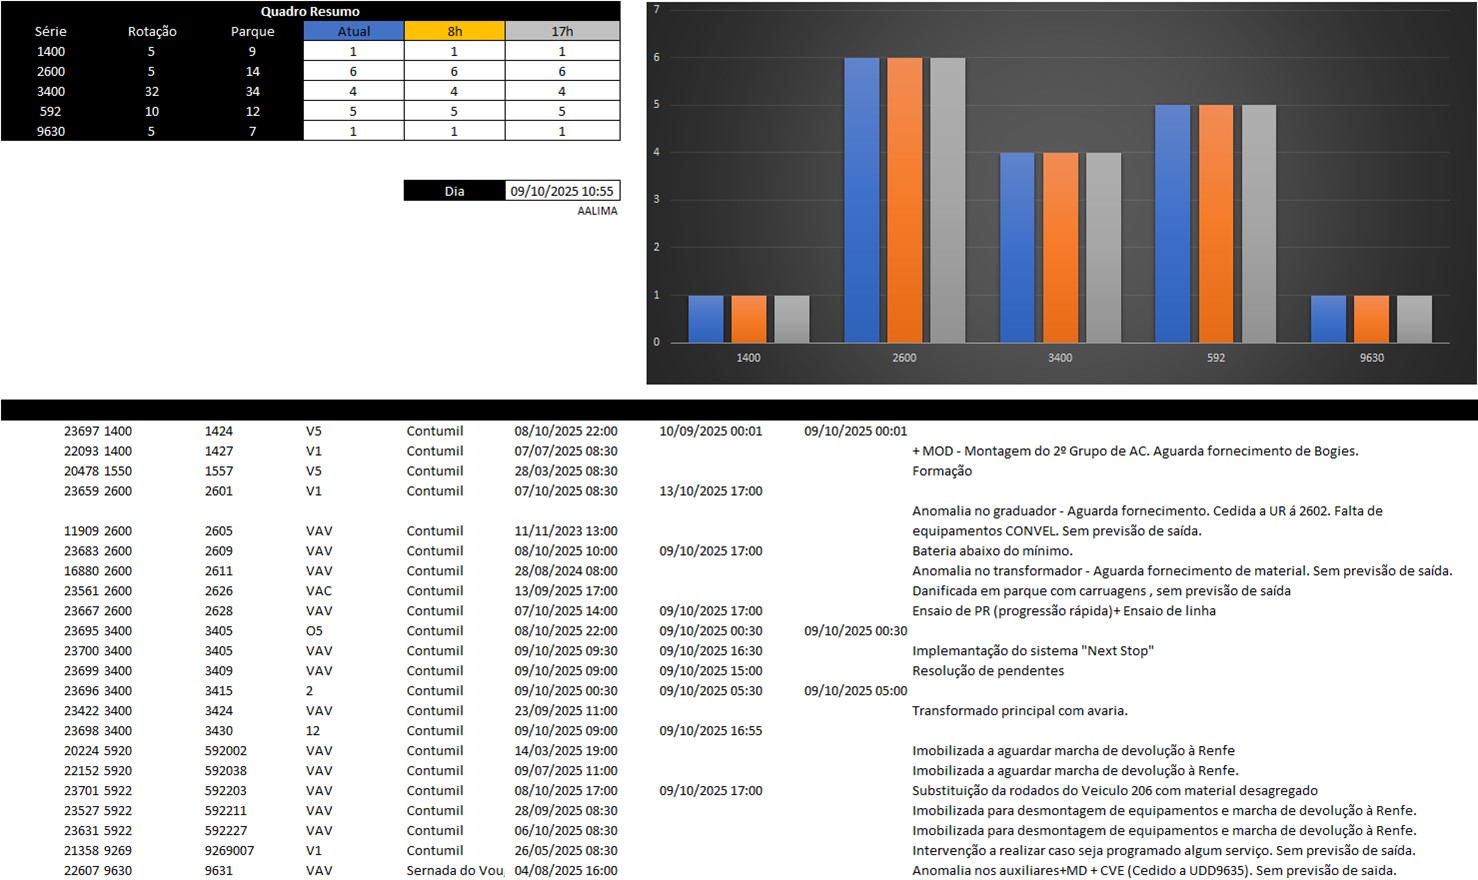 Quadro Resumo
Série Rotação Parque Atual 8h 17h
1400 5 9 1 1 1
2600 5 14 6 6 6
3400 32 34 4 4 4
592 10 12 5 5 5
9630 5 7 1 1 1
Dia 09/10/2025 10:55
AALIMA
7
6
5
4
3
2
1
0
1400 2600 3400 592 9630
23697 1400 1424 V5 Contumil 08/10/2025 22:00 10/09/2025 00:01 09/10/2025 00:01
22093 1400 1427 V1 Contumil 07/07/2025 08:30 + MOD - Montagem do 2º Grupo de AC. Aguarda fornecimento de Bogies.
20478 1550 1557 V5 Contumil 28/03/2025 08:30 Formação
23659 2600 2601 V1 Contumil 07/10/2025 08:30 13/10/2025 17:00
Anomalia no graduador - Aguarda fornecimento. Cedida a UR á 2602. Falta de
11909 2600 2605 VAV Contumil 11/11/2023 13:00 equipamentos CONVEL. Sem previsão de saída.
23683 2600 2609 VAV Contumil 08/10/2025 10:00 09/10/2025 17:00 Bateria abaixo do mínimo.
16880 2600 2611 VAV Contumil 28/08/2024 08:00 Anomalia no transformador - Aguarda fornecimento de material. Sem previsão de saída.
23561 2600 2626 VAC Contumil 13/09/2025 17:00 Danificada em parque com carruagens , sem previsão de saída
23667 2600 2628 VAV Contumil 07/10/2025 14:00 09/10/2025 17:00 Ensaio de PR (progressão rápida)+ Ensaio de linha
23695 3400 3405 O5 Contumil 08/10/2025 22:00 09/10/2025 00:30 09/10/2025 00:30
23700 3400 3405 VAV Contumil 09/10/2025 09:30 09/10/2025 16:30 Implemantação do sistema "Next Stop"
23699 3400 3409 VAV Contumil 09/10/2025 09:00 09/10/2025 15:00 Resolução de pendentes
23696 3400 3415 2 Contumil 09/10/2025 00:30 09/10/2025 05:30 09/10/2025 05:00
23422 3400 3424 VAV Contumil 23/09/2025 11:00 Transformado principal com avaria.
23698 3400 3430 12 Contumil 09/10/2025 09:00 09/10/2025 16:55
20224 5920 592002 VAV Contumil 14/03/2025 19:00 Imobilizada a aguardar marcha de devolução à Renfe
22152 5920 592038 VAV Contumil 09/07/2025 11:00 Imobilizada a aguardar marcha de devolução à Renfe.
23701 5922 592203 VAV Contumil 08/10/2025 17:00 09/10/2025 17:00 Substituição da rodados do Veiculo 206 com material desagregado
23527 5922 592211 VAV Contumil 28/09/2025 08:30 Imobilizada para desmontagem de equipamentos e marcha de devolução à Renfe.
23631 5922 592227 VAV Contumil 06/10/2025 08:30 Imobilizada para desmontagem de equipamentos e marcha de devolução à Renfe.
21358 9269 9269007 V1 Contumil 26/05/2025 08:30 Intervenção a realizar caso seja programado algum serviço. Sem previsão de saída.
22607 9630 9631 VAV Sernada do Vou 04/08/2025 16:00 Anomalia nos auxiliares+MD + CVE (Cedido a UDD9635). Sem previsão de saida.